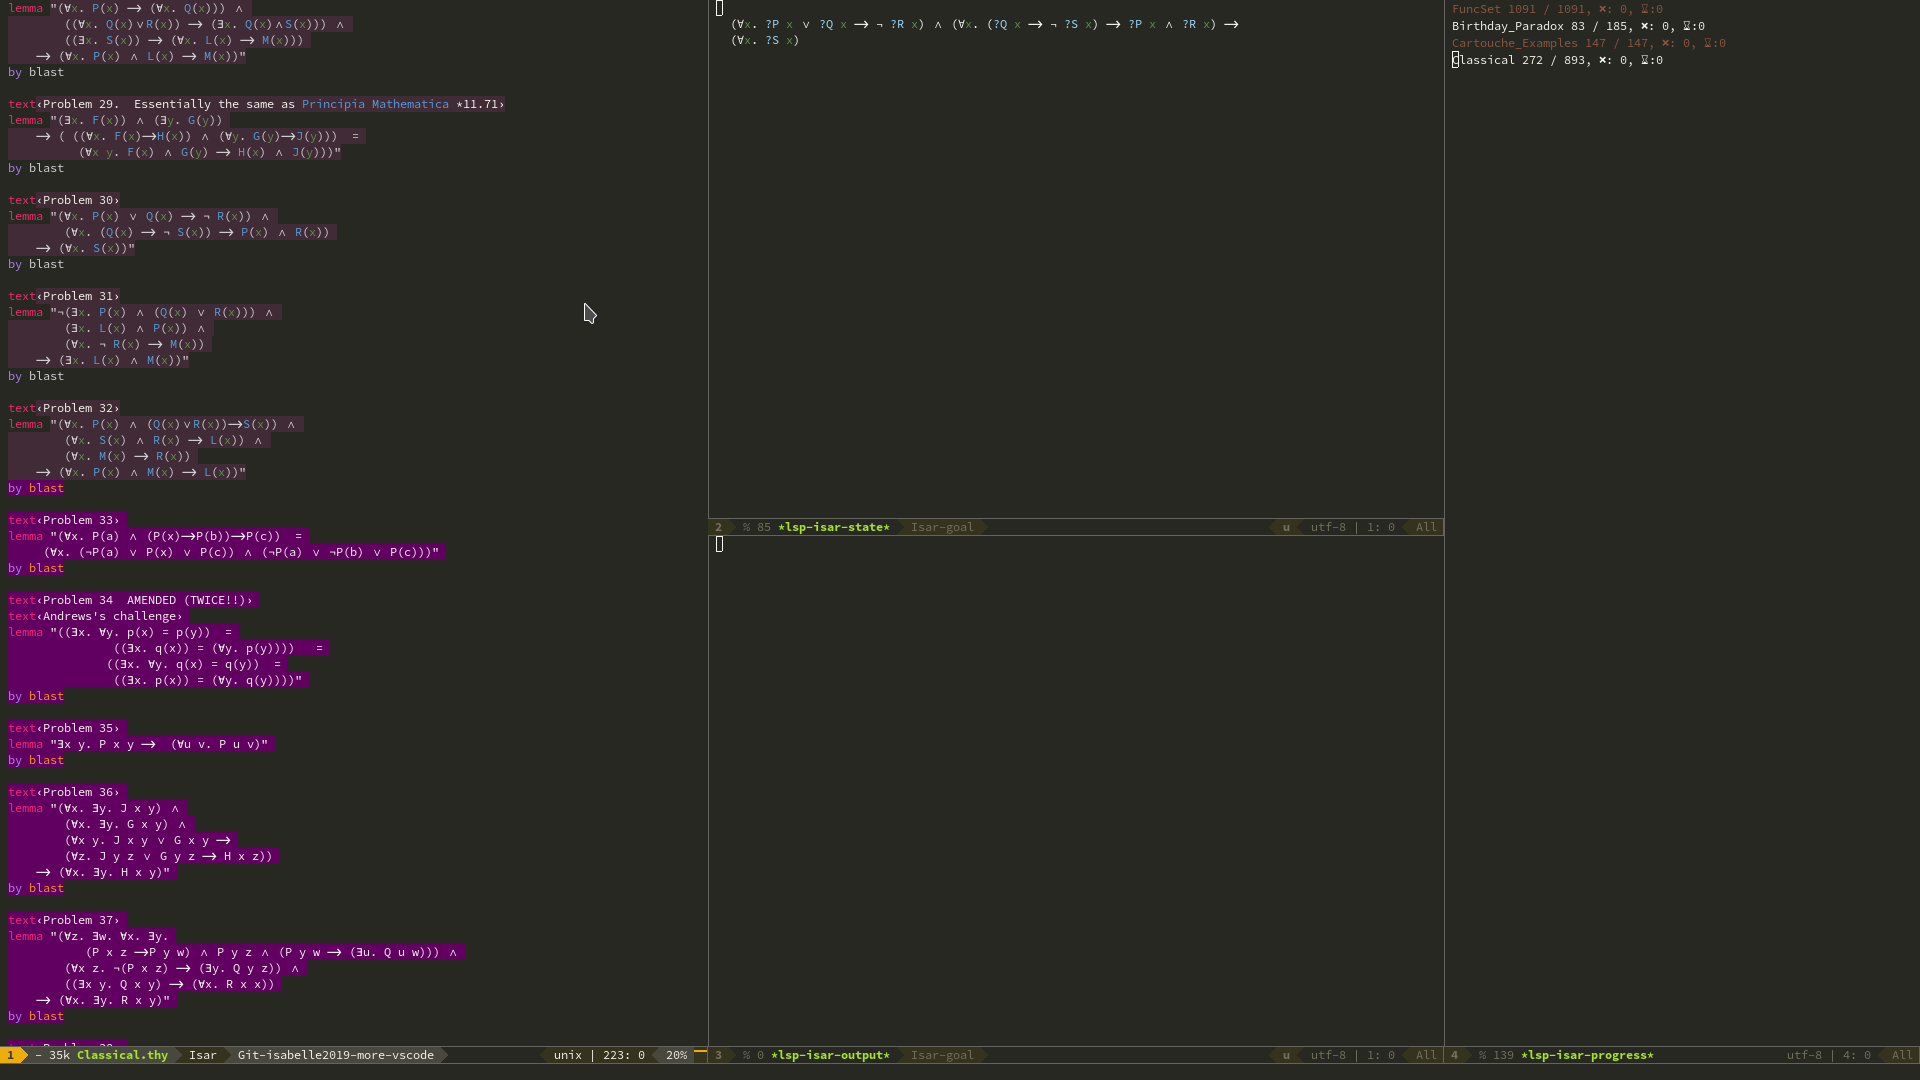 lemma "(∀x. P(x) ⟶ (∀x. Q(x))) ∧
((∀x. Q(x)∨R(x)) ⟶ (∃x. Q(x)∧S(x))) ∧
((∃x. S(x)) ⟶ (∀x. L(x) ⟶ M(x)))
⟶ (∀x. P(x) ∧ L(x) ⟶ M(x))"
by blast
text‹Problem 29.  Essentially the same as Principia Mathematica *11.71›
lemma "(∃x. F(x)) ∧ (∃y. G(y))
⟶ ( ((∀x. F(x)⟶H(x)) ∧ (∀y. G(y)⟶J(y)))  =
(∀x y. F(x) ∧ G(y) ⟶ H(x) ∧ J(y)))"
by blast
text‹Problem 30›
lemma "(∀x. P(x) ∨ Q(x) ⟶ ¬ R(x)) ∧
(∀x. (Q(x) ⟶ ¬ S(x)) ⟶ P(x) ∧ R(x))
⟶ (∀x. S(x))"
by blast
text‹Problem 31›
lemma "¬(∃x. P(x) ∧ (Q(x) ∨ R(x))) ∧
(∃x. L(x) ∧ P(x)) ∧
(∀x. ¬ R(x) ⟶ M(x))
⟶ (∃x. L(x) ∧ M(x))"
by blast
text‹Problem 32›
lemma "(∀x. P(x) ∧ (Q(x)∨R(x))⟶S(x)) ∧
(∀x. S(x) ∧ R(x) ⟶ L(x)) ∧
(∀x. M(x) ⟶ R(x))
⟶ (∀x. P(x) ∧ M(x) ⟶ L(x))"
by blast
text‹Problem 33›
lemma "(∀x. P(a) ∧ (P(x)⟶P(b))⟶P(c))  =
(∀x. (¬P(a) ∨ P(x) ∨ P(c)) ∧ (¬P(a) ∨ ¬P(b) ∨ P(c)))"
by blast
text‹Problem 34  AMENDED (TWICE!!)›
text‹Andrews's challenge›
lemma "((∃x. ∀y. p(x) = p(y))  =
((∃x. q(x)) = (∀y. p(y))))   =
((∃x. ∀y. q(x) = q(y))  =
((∃x. p(x)) = (∀y. q(y))))"
by blast
text‹Problem 35›
lemma "∃x y. P x y ⟶  (∀u v. P u v)"
by blast
text‹Problem 36›
lemma "(∀x. ∃y. J x y) ∧
(∀x. ∃y. G x y) ∧
(∀x y. J x y ∨ G x y ⟶
(∀z. J y z ∨ G y z ⟶ H x z))
⟶ (∀x. ∃y. H x y)"
by blast
text‹Problem 37›
lemma "(∀z. ∃w. ∀x. ∃y.
(P x z ⟶P y w) ∧ P y z ∧ (P y w ⟶ (∃u. Q u w))) ∧
(∀x z. ¬(P x z) ⟶ (∃y. Q y z)) ∧
((∃x y. Q x y) ⟶ (∀x. R x x))
⟶ (∀x. ∃y. R x y)"
by blast
1 - 35k Classical.thy Isar Git-isabelle2019-more-vscode unix | 223: 0 20%
(∀x. ?P x ∨ ?Q x ⟶ ¬ ?R x) ∧ (∀x. (?Q x ⟶ ¬ ?S x) ⟶ ?P x ∧ ?R x) ⟶
(∀x. ?S x)
2 % 85 *lsp-isar-state* Isar-goal u utf-8 | 1: 0 All
3 % 0 *lsp-isar-output* Isar-goal u utf-8 | 1: 0 All
FuncSet 1091 / 1091, ✖: 0, ⌛:0
Birthday_Paradox 83 / 185, ✖: 0, ⌛:0
Cartouche_Examples 147 / 147, ✖: 0, ⌛:0
Classical 272 / 893, ✖: 0, ⌛:0
4 % 139 *lsp-isar-progress* utf-8 | 4: 0 All